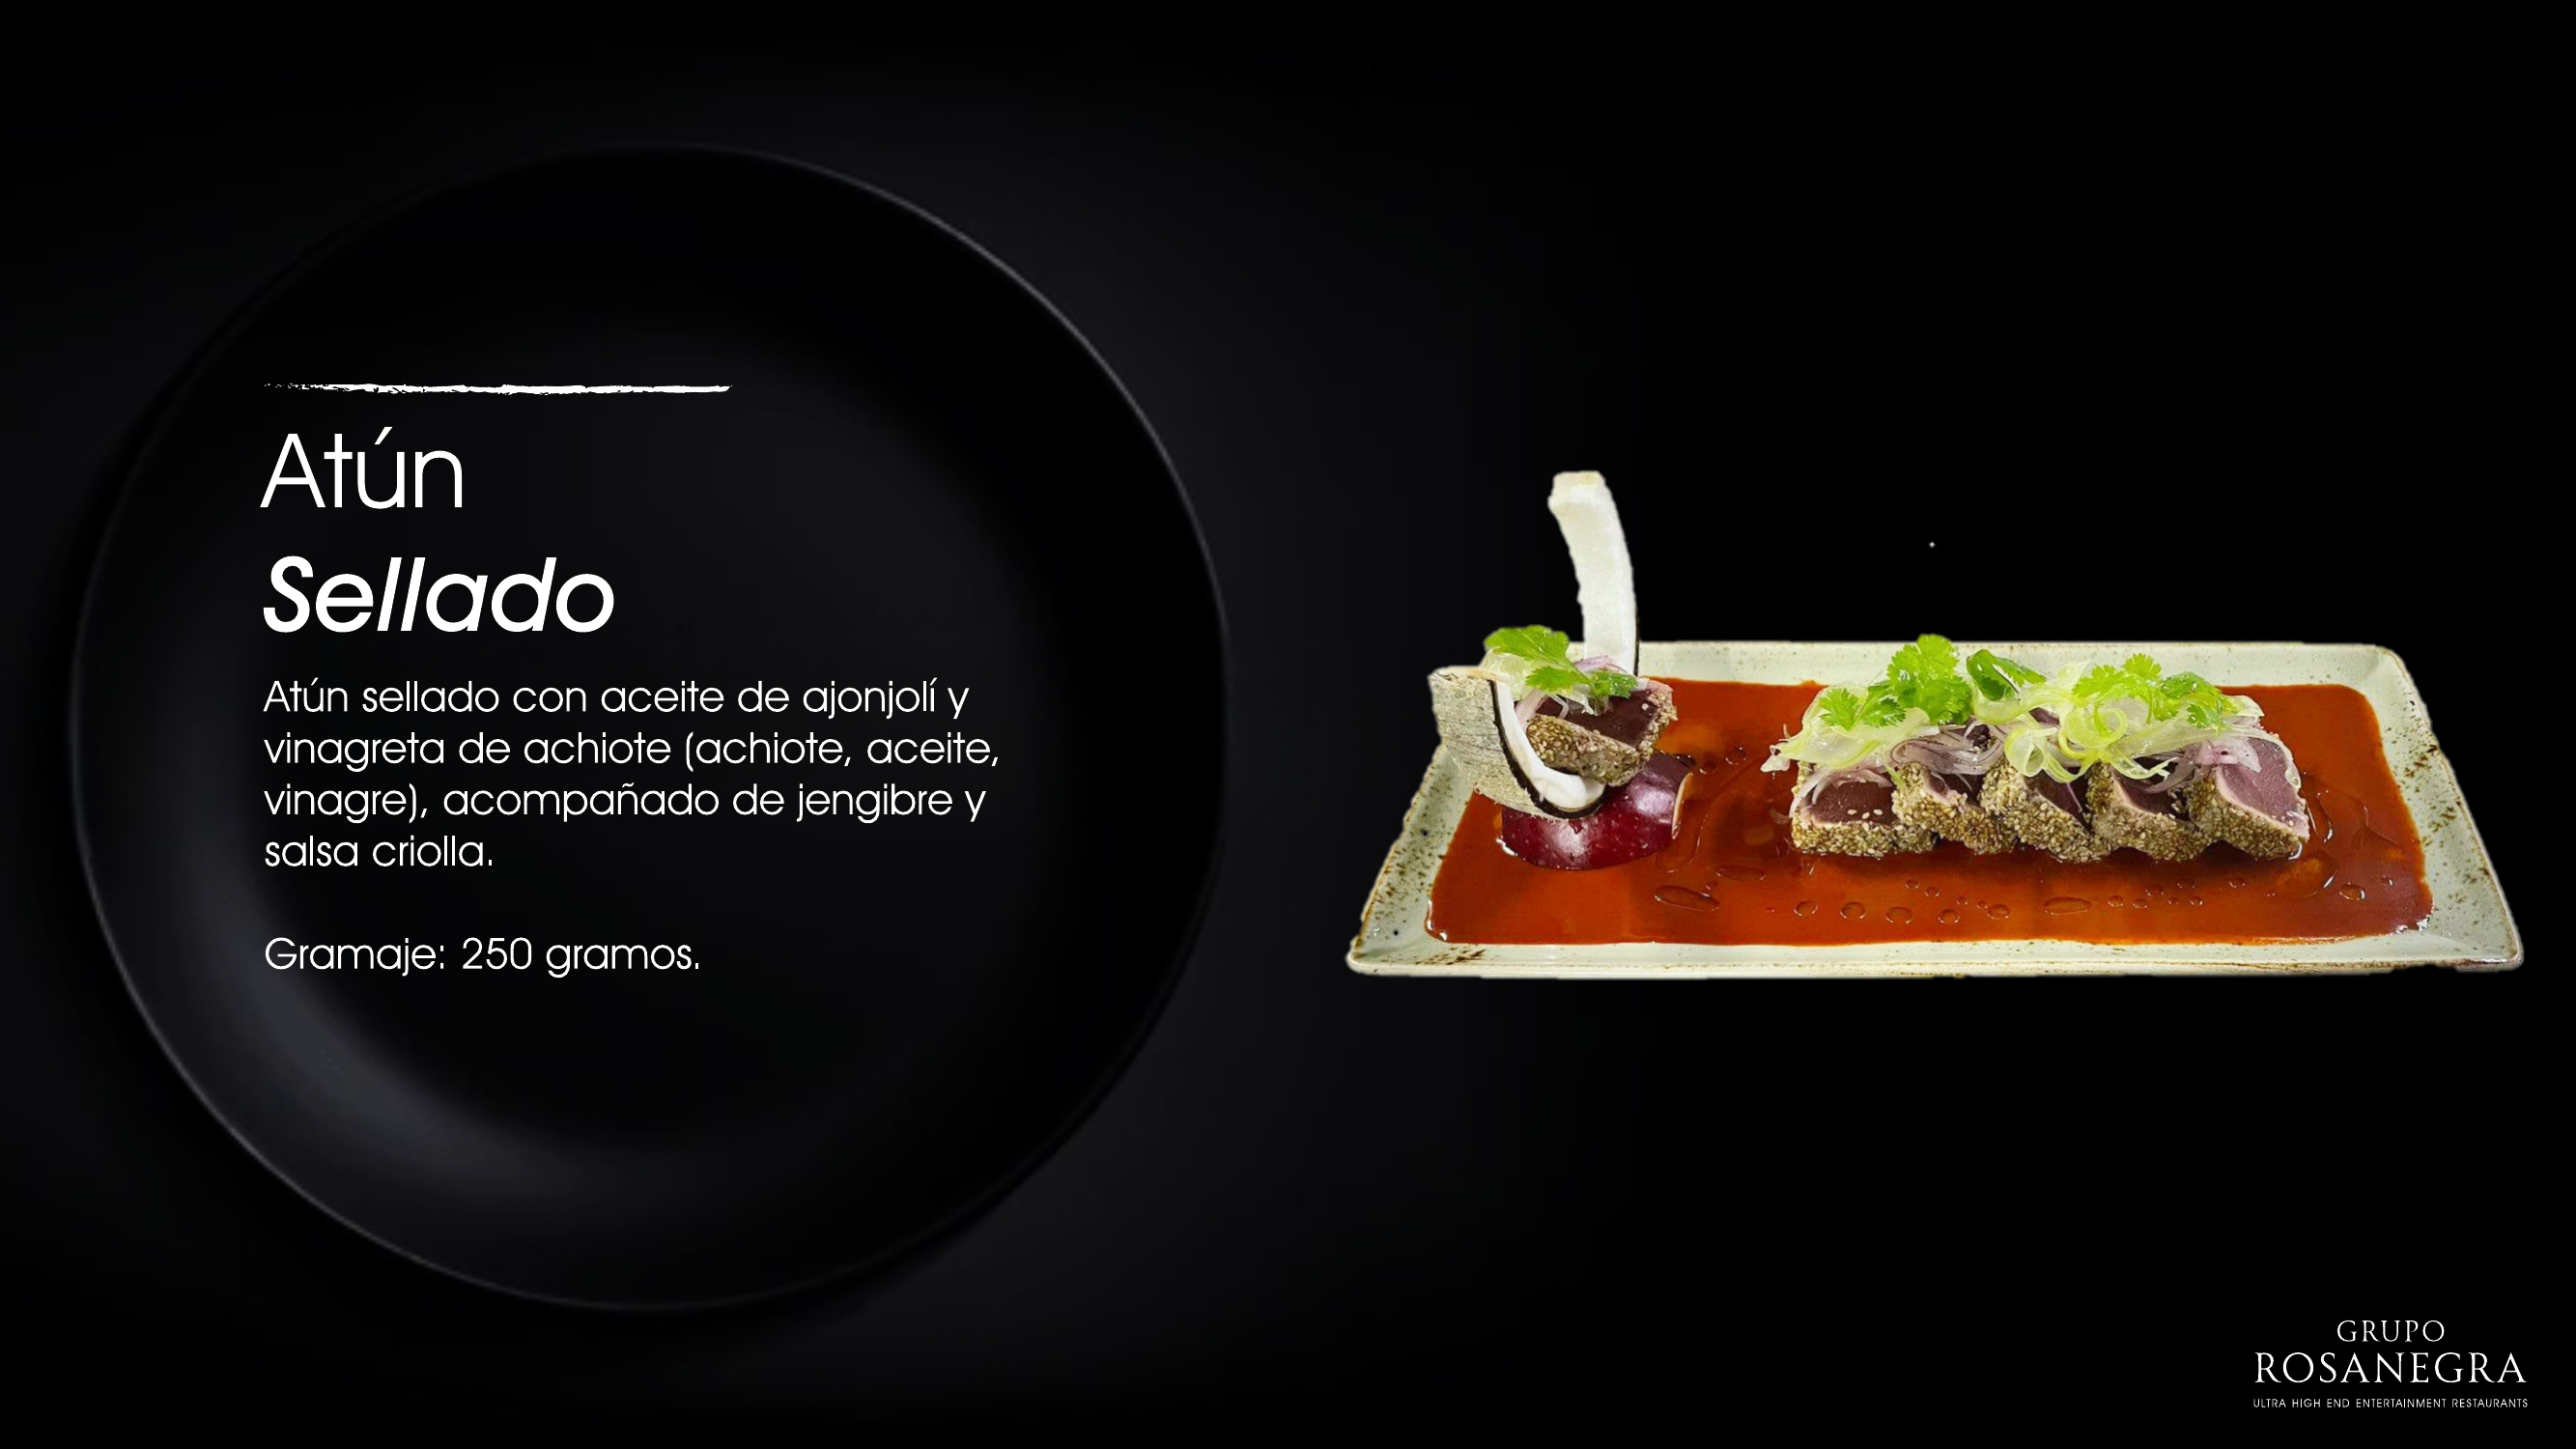 Atún
Sellado
Atún sellado con aceite de ajonjolí y
vinagreta de achiote (achiote, aceite,
vinagre), acompañado de jengibre y
salsa criolla.
Gramaje: 250 gramos.
GRUPO
ROSANEGRA
ULTRA HIGH END ENTERTAINMENT RESTAURANTS